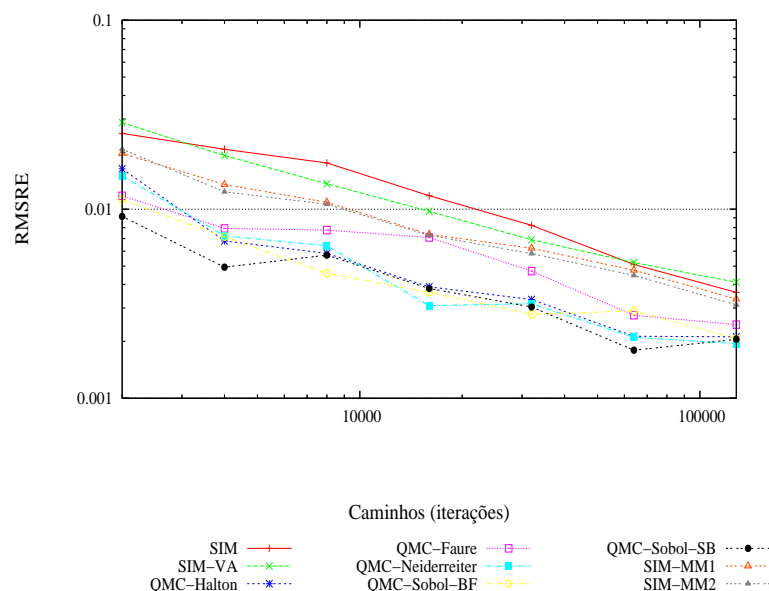 0.1
0.01
0.001
RMSRE
10000
100000
Caminhos (iterações)
SIM
SIM−VA
QMC−Halton
QMC−Faure
QMC−Neiderreiter
QMC−Sobol−BF
QMC−Sobol−SB
SIM−MM1
SIM−MM2